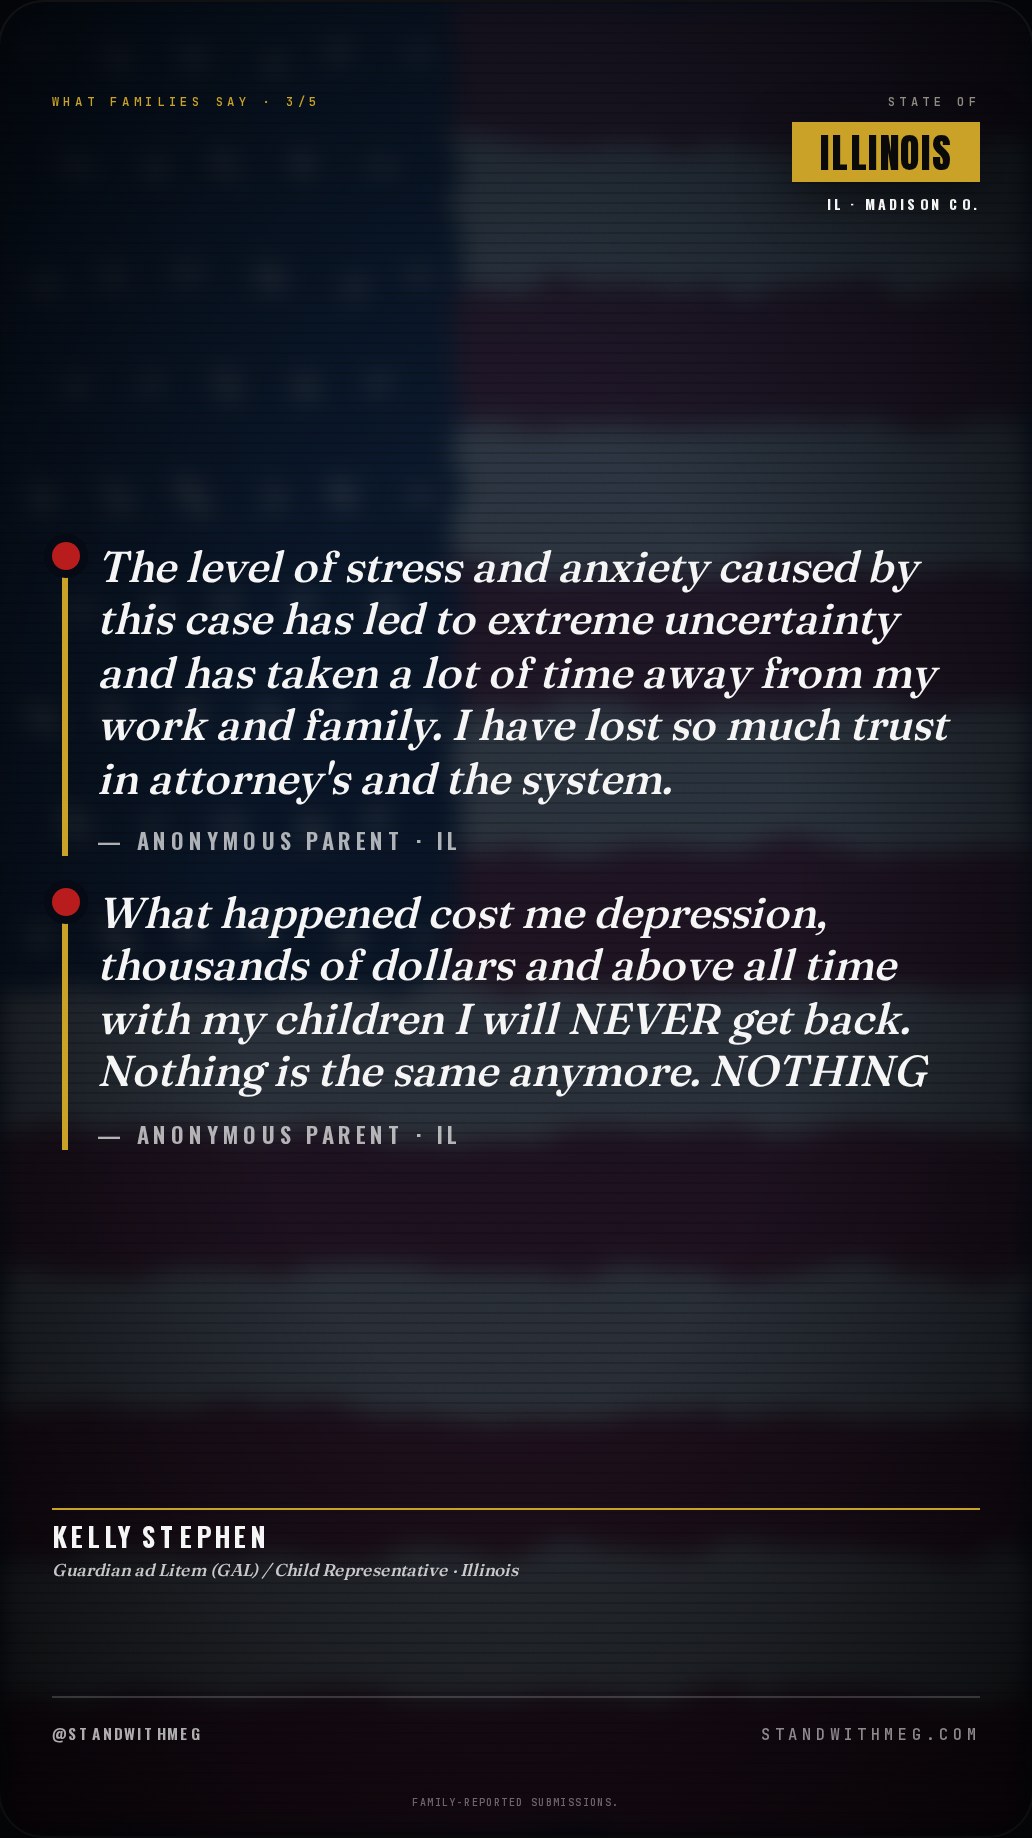 WHAT FAMILIES SAY · 3/5
STATE OF
ILLINOIS
IL · MADISON CO.
The level of stress and anxiety caused by
this case has led to extreme uncertainty
and has taken a lot of time away from my
work and family. I have lost so much trust
in attorney's and the system.
— ANONYMOUS PARENT · IL
What happened cost me depression,
thousands of dollars and above all time
with my children I will NEVER get back.
Nothing is the same anymore. NOTHING
— ANONYMOUS PARENT · IL
KELLY STEPHEN
Guardian ad Litem (GAL) / Child Representative · Illinois
@STANDWITHMEG
STANDWITHMEG.COM
FAMILY-REPORTED SUBMISSIONS.